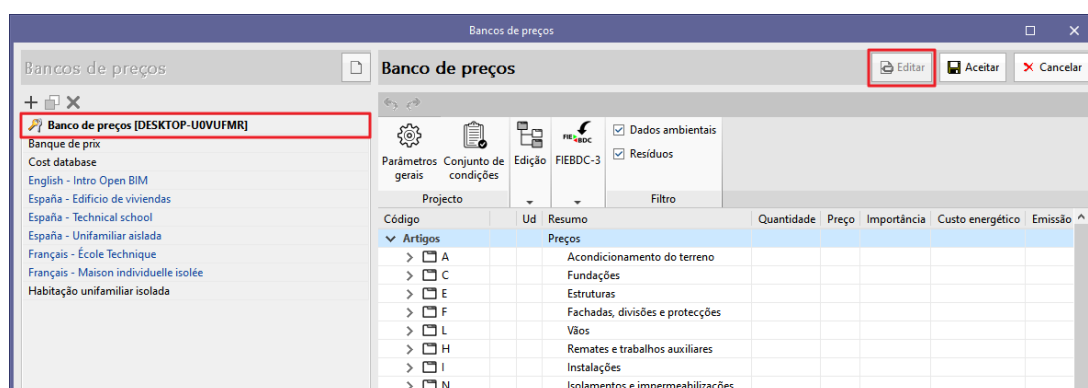 Bancos de preços
Bancos de preços
Banco de preços [DESKTOP-U0VUFMR]
Banque de prix
Cost database
English - Intro Open BIM
España - Edificio de viviendas
España - Technical school
España - Unifamiliar aislada
Français - École Technique
Français - Maison individuelle isolée
Habitação unifamiliar isolada
Banco de preços
Editar
Aceitar
Cancelar
Parâmetros gerais
Conjunto de condições
Edição
FIEBDC
FIEBDC-3
Dados ambientais
Resíduos
Projecto
Filtro
Código Ud Resumo Quantidade Preço Importância Custo energético Emissão
Artigos Preços
A Acondicionamento do terreno
C Fundações
E Estruturas
F Fachadas, divisões e protecções
L Vãos
H Remates e trabalhos auxiliares
I Instalações
N Isolamentos e impermeabilizações